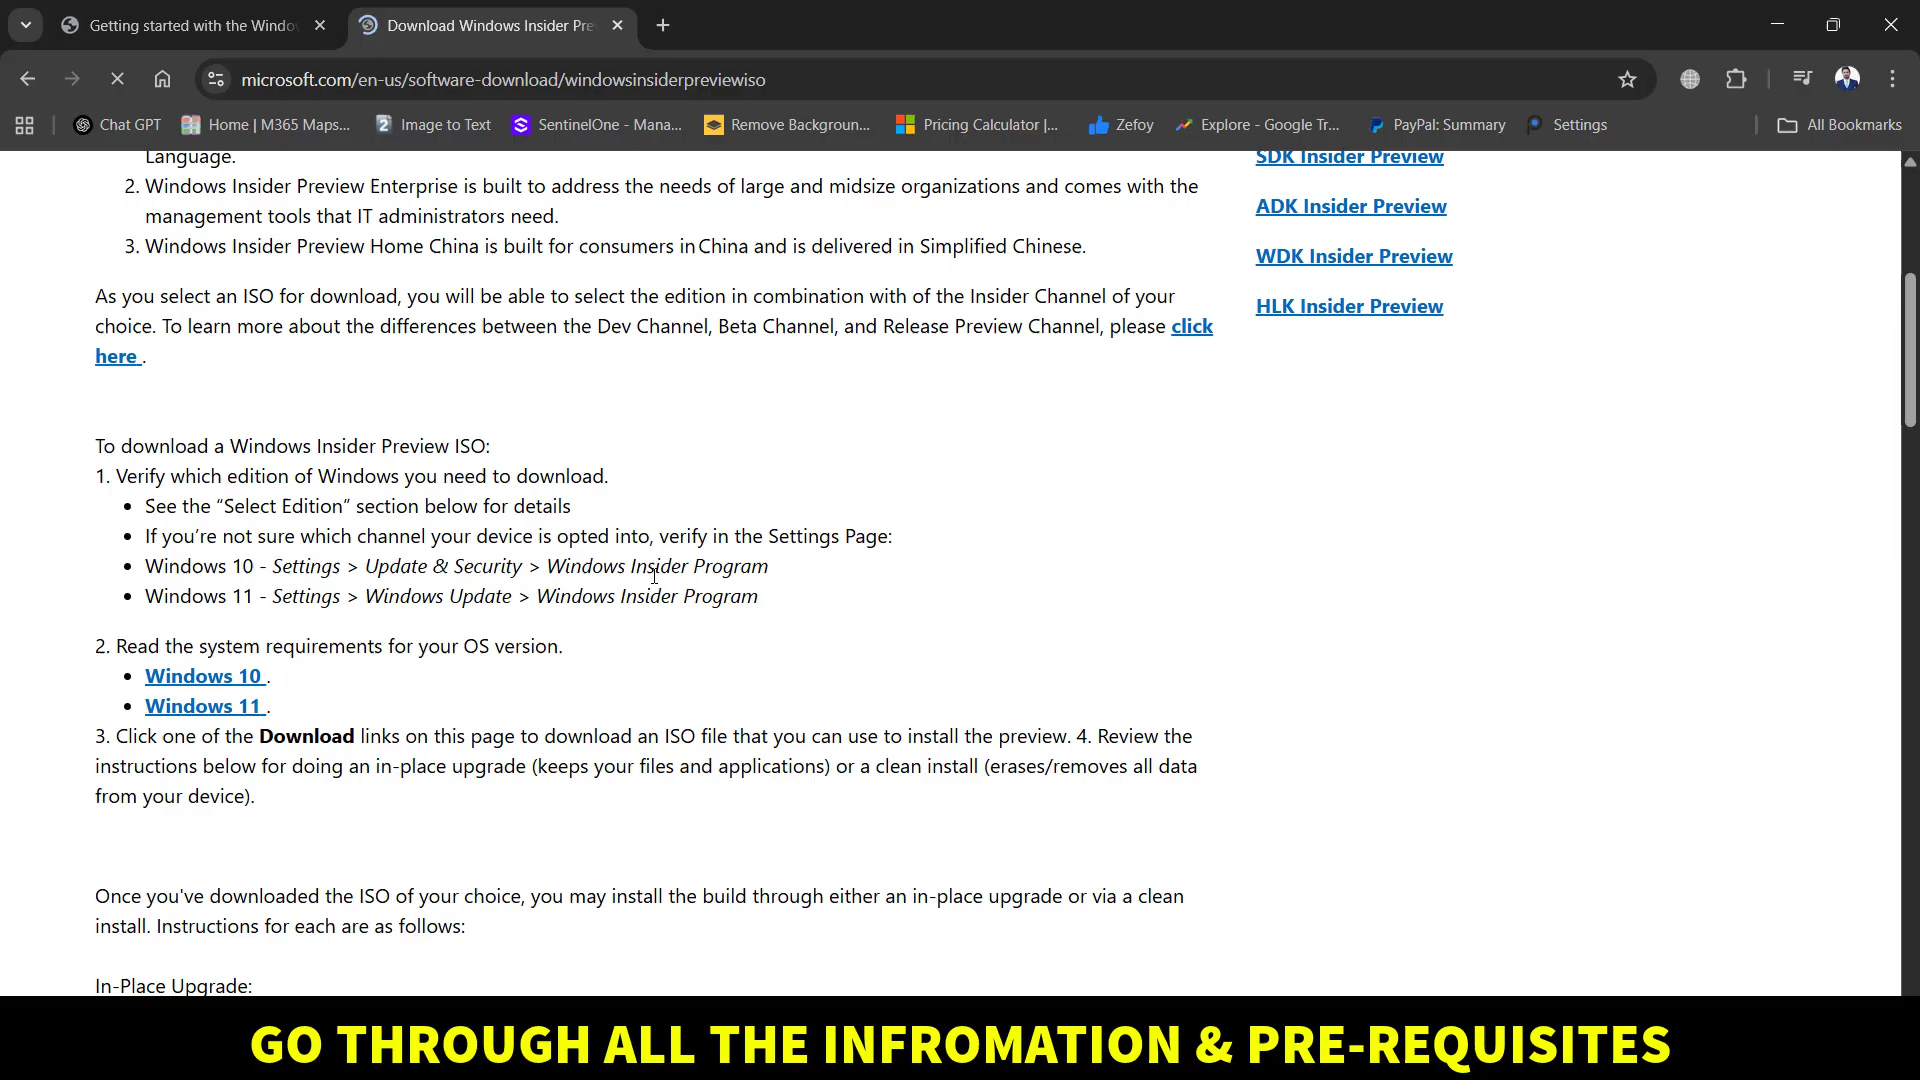 Getting started with the Windo
Download Windows Insider Pre
microsoft.com/en-us/software-download/windowsinsiderpreviewiso
Chat GPT
Home | M365 Maps...
Image to Text
SentinelOne - Mana...
Remove Backgroun...
Pricing Calculator |...
Zefoy
Explore - Google Tr...
PayPal: Summary
Settings
All Bookmarks
Language.
2. Windows Insider Preview Enterprise is built to address the needs of large and midsize organizations and comes with the
management tools that IT administrators need.
3. Windows Insider Preview Home China is built for consumers in China and is delivered in Simplified Chinese.
As you select an ISO for download, you will be able to select the edition in combination with of the Insider Channel of your
choice. To learn more about the differences between the Dev Channel, Beta Channel, and Release Preview Channel, please click
here .
To download a Windows Insider Preview ISO:
1. Verify which edition of Windows you need to download.
• See the “Select Edition” section below for details
• If you’re not sure which channel your device is opted into, verify in the Settings Page:
• Windows 10 - Settings > Update & Security > Windows Insider Program
• Windows 11 - Settings > Windows Update > Windows Insider Program
2. Read the system requirements for your OS version.
• Windows 10 .
• Windows 11 .
3. Click one of the Download links on this page to download an ISO file that you can use to install the preview. 4. Review the
instructions below for doing an in-place upgrade (keeps your files and applications) or a clean install (erases/removes all data
from your device).
Once you've downloaded the ISO of your choice, you may install the build through either an in-place upgrade or via a clean
install. Instructions for each are as follows:
In-Place Upgrade:
SDK Insider Preview
ADK Insider Preview
WDK Insider Preview
HLK Insider Preview
GO THROUGH ALL THE INFROMATION & PRE-REQUISITES